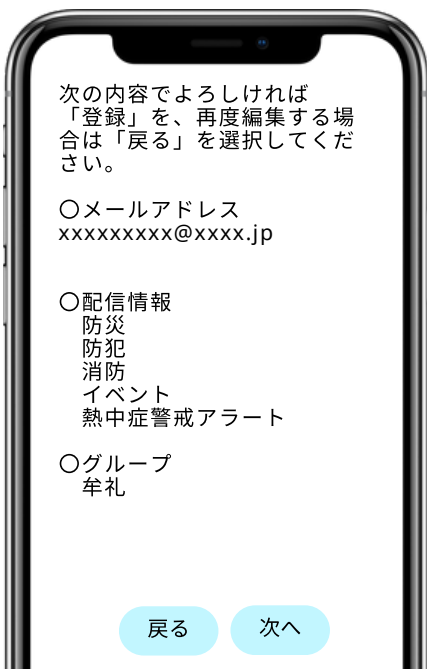 次の内容でよろしければ
「登録」を、再度編集する場
合は「戻る」を選択してくだ
さい。
〇メールアドレス
xxxxxxxxx@xxxx.jp
〇配信情報
防災
防犯
消防
イベント
熱中症警戒アラート
〇グループ
牟礼
戻る
次へ